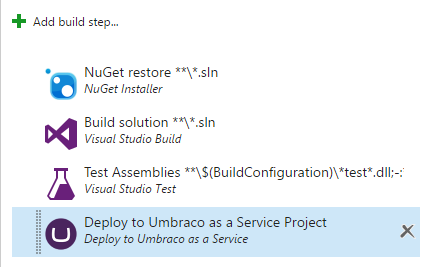 Add build step...
NuGet restore **\*.sln
NuGet Installer
Build solution **\*.sln
Visual Studio Build
Test Assemblies **\$(BuildConfiguration)\*test*.dll;-:
Visual Studio Test
Deploy to Umbraco as a Service Project
Deploy to Umbraco as a Service